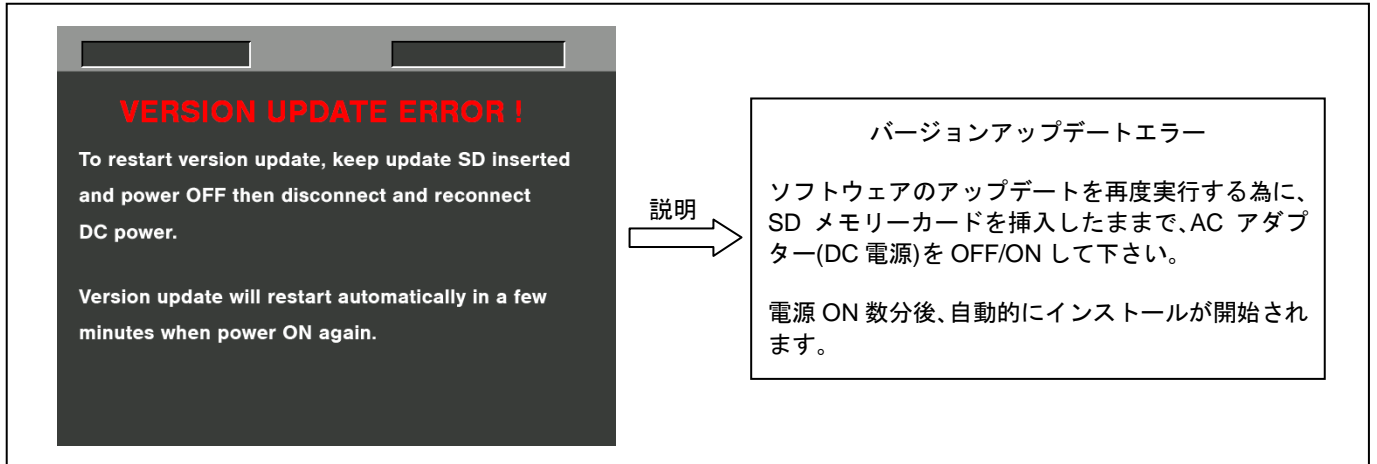 VERSION UPDATE ERROR !
To restart version update, keep update SD inserted
and power OFF then disconnect and reconnect
DC power.
Version update will restart automatically in a few
minutes when power ON again.
説明
バージョンアップデートエラー
ソフトウェアのアップデートを再度実行する為に、
SD メモリーカードを挿入したままで、AC アダプ
ター(DC 電源)を OFF/ON して下さい。
電源 ON 数分後、自動的にインストールが開始され
ます。